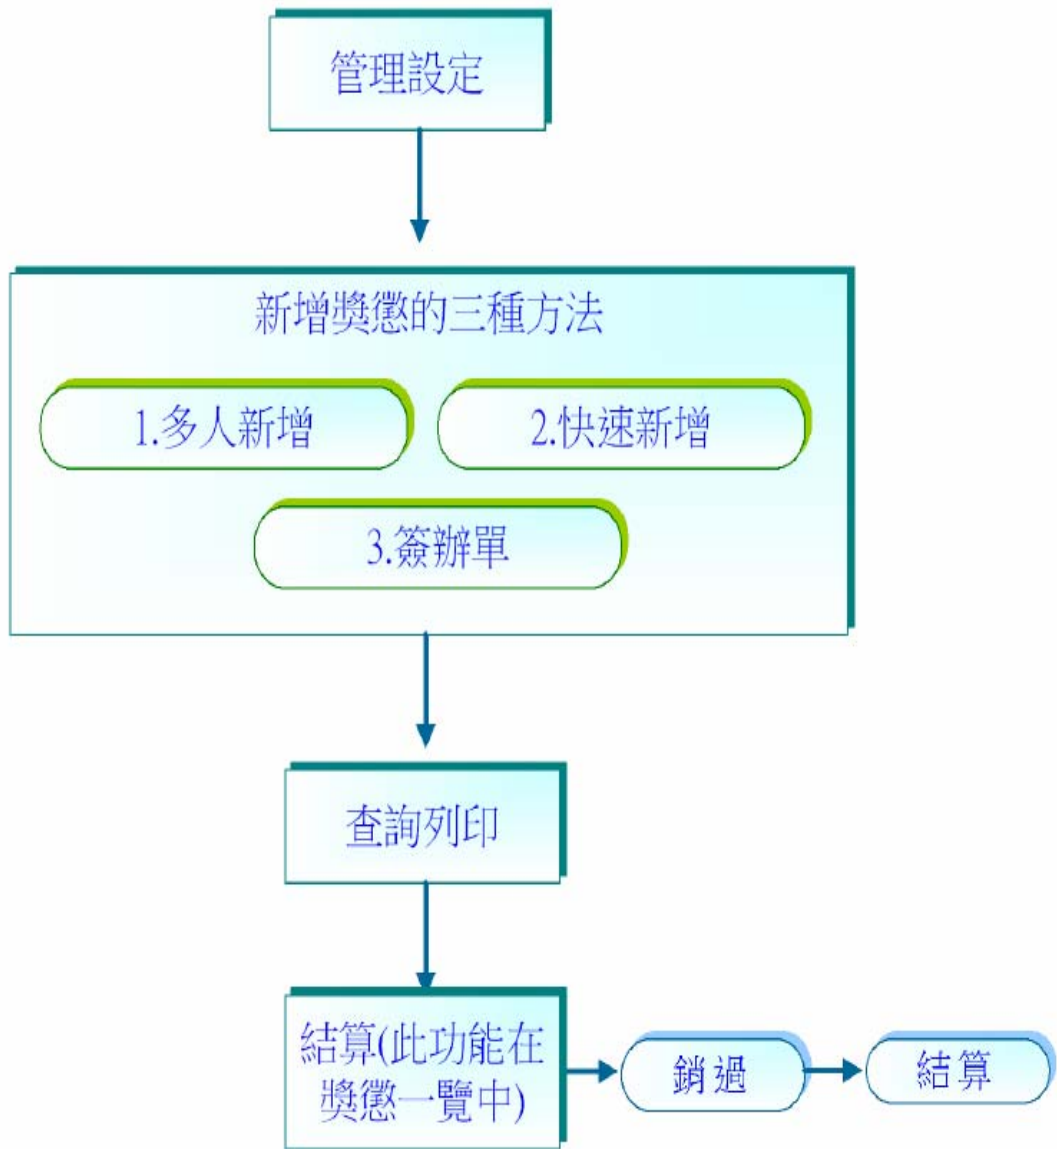 管理設定
新增獎懲的三種方法
1.多人新增
2.快速新增
3.簽辦單
查詢列印
結算(此功能在
獎懲一覽中)
銷過
結算